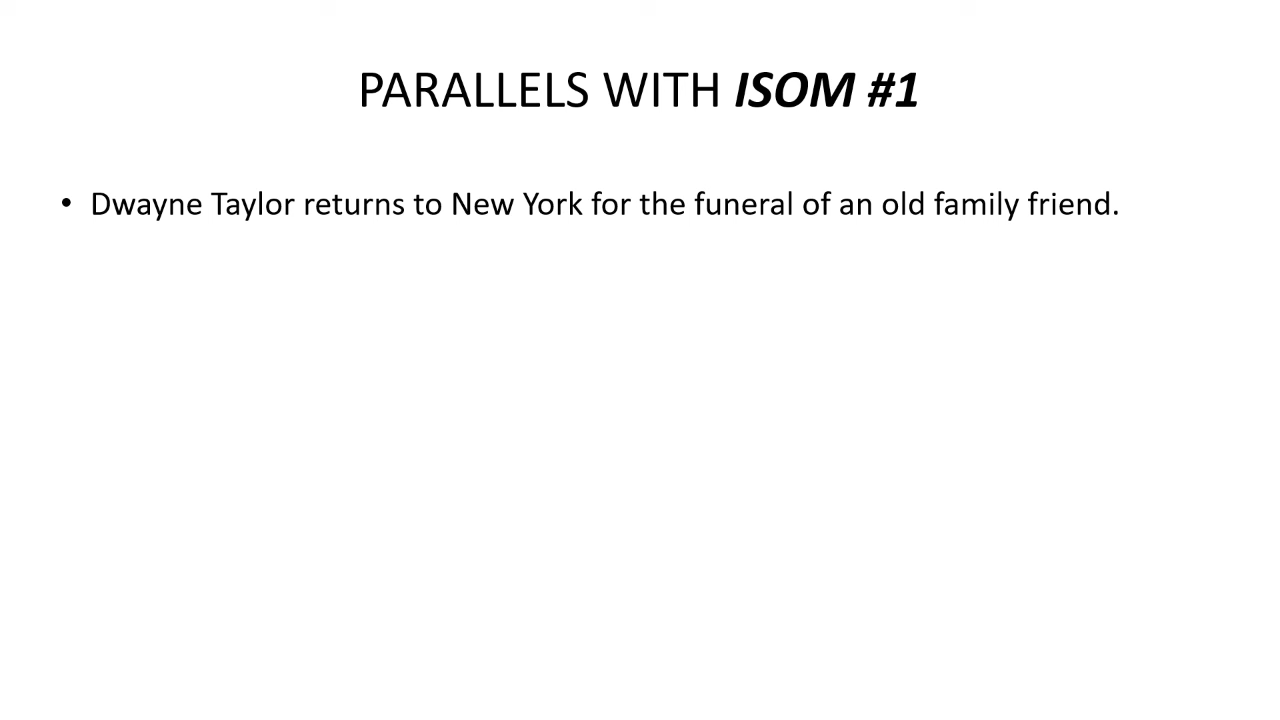 PARALLELS WITH ISOM #1
• Dwayne Taylor returns to New York for the funeral of an old family friend.